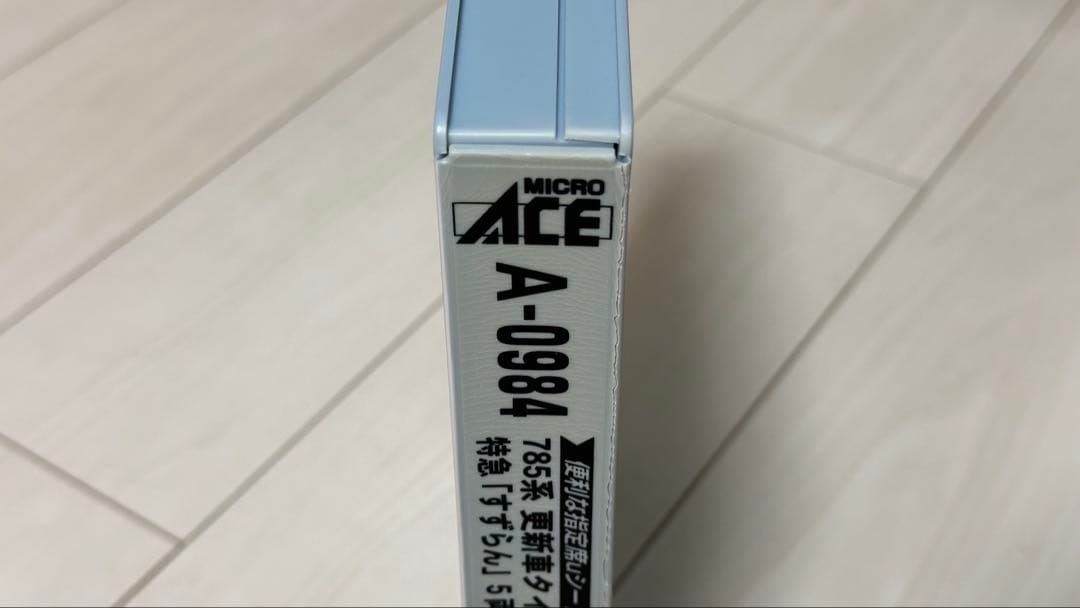 MICRO
ACE
A-0984
便利な指定席uシー
785系 更新車タイ
特急「すずらん」5両